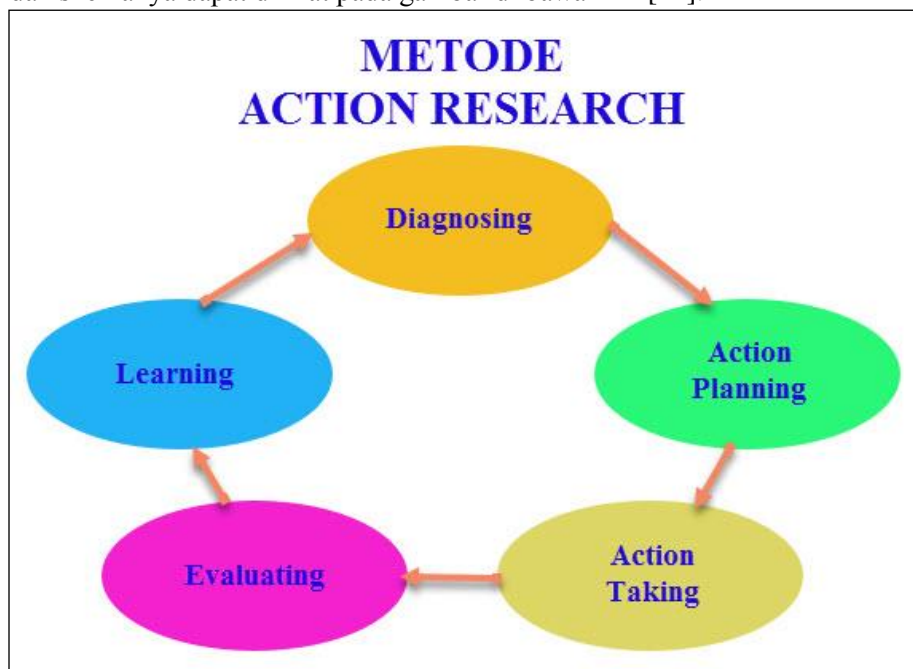 METODE
ACTION RESEARCH
Diagnosing
Action
Planning
Action
Taking
Evaluating
Learning